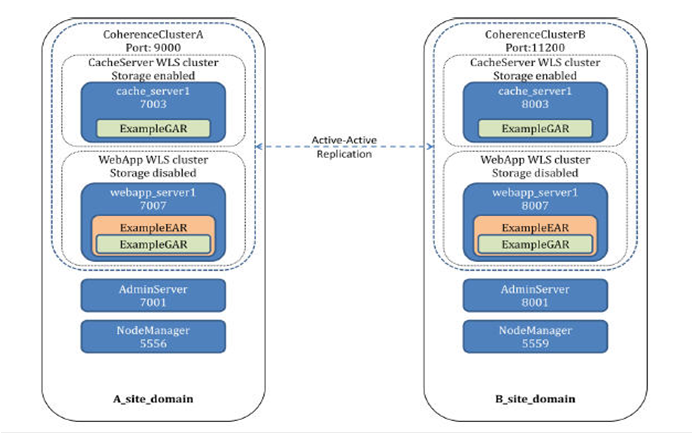 CoherenceClusterA
Port: 9000
CacheServer WLS cluster
Storage enabled
cache_server1
7003
ExampleGAR
WebApp WLS cluster
Storage disabled
webapp_server1
7007
ExampleEAR
ExampleGAR
AdminServer
7001
NodeManager
5556
A_site_domain
Active-Active
Replication
CoherenceClusterB
Port:11200
CacheServer WLS cluster
Storage enabled
cache_server1
8003
ExampleGAR
WebApp WLS cluster
Storage disabled
webapp_server1
8007
ExampleEAR
ExampleGAR
AdminServer
8001
NodeManager
5559
B_site_domain